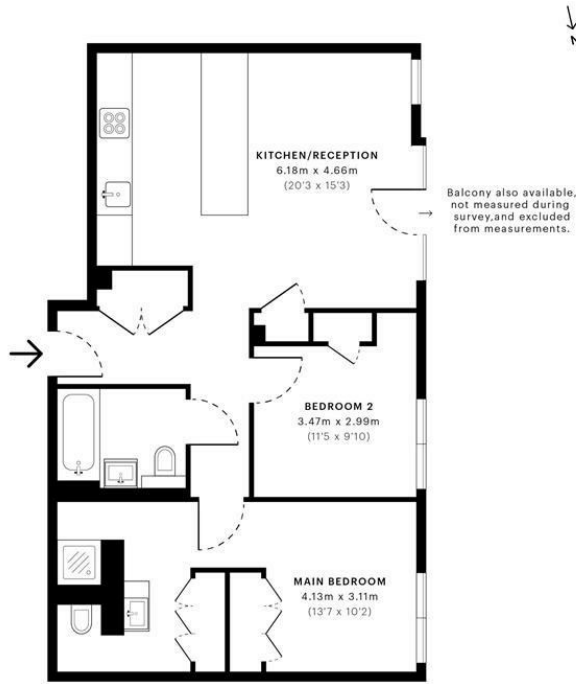 KITCHEN/RECEPTION
6.18m x 4.66m
(20'3 x 15'3)
Balcony also available,
not measured during
survey,and excluded
from measurements.
BEDROOM 2
3.47m x 2.99m
(11'5 x 9'10)
MAIN BEDROOM
4.13m x 3.11m
(13'7 x 10'2)